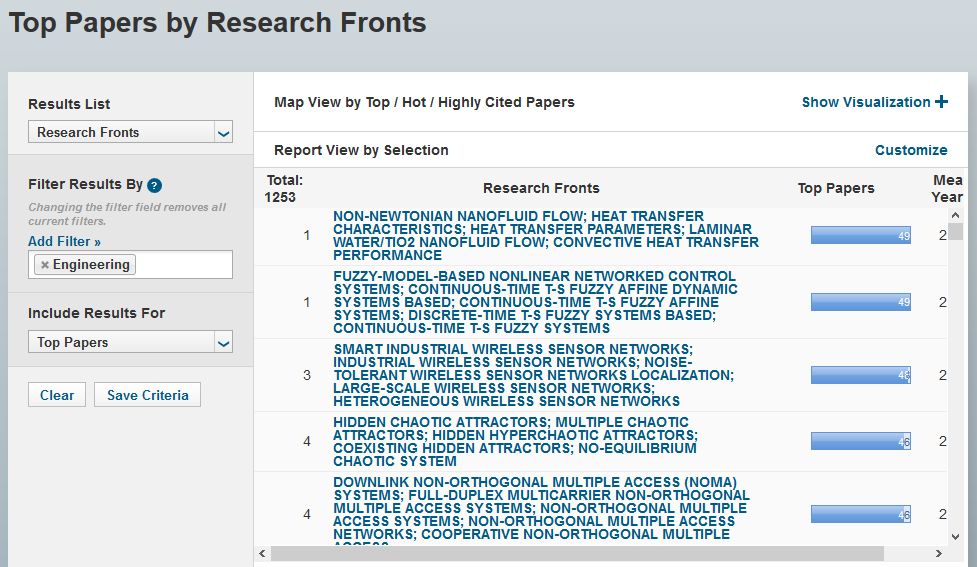 Top Papers by Research Fronts
Results List
Research Fronts
Filter Results By ?
Changing the filter field removes all
current filters.
Add Filter »
× Engineering
Include Results For
Top Papers
Clear
Save Criteria
Map View by Top / Hot / Highly Cited Papers
Show Visualization +
Report View by Selection
Customize
Total:
1253
Research Fronts
Top Papers
Mea
Year
1
NON-NEWTONIAN NANOFLUID FLOW; HEAT TRANSFER
CHARACTERISTICS; HEAT TRANSFER PARAMETERS; LAMINAR
WATER/TIO2 NANOFLUID FLOW; CONVECTIVE HEAT TRANSFER
PERFORMANCE
49
2
1
FUZZY-MODEL-BASED NONLINEAR NETWORKED CONTROL
SYSTEMS; CONTINUOUS-TIME T-S FUZZY AFFINE DYNAMIC
SYSTEMS BASED; CONTINUOUS-TIME T-S FUZZY AFFINE
SYSTEMS; DISCRETE-TIME T-S FUZZY SYSTEMS BASED;
CONTINUOUS-TIME T-S FUZZY SYSTEMS
49
2
3
SMART INDUSTRIAL WIRELESS SENSOR NETWORKS;
INDUSTRIAL WIRELESS SENSOR NETWORKS; NOISE-
TOLERANT WIRELESS SENSOR NETWORKS LOCALIZATION;
LARGE-SCALE WIRELESS SENSOR NETWORKS;
HETEROGENEOUS WIRELESS SENSOR NETWORKS
48
2
4
HIDDEN CHAOTIC ATTRACTORS; MULTIPLE CHAOTIC
ATTRACTORS; HIDDEN HYPERCHAOTIC ATTRACTORS;
COEXISTING HIDDEN ATTRACTORS; NO-EQUILIBRIUM
CHAOTIC SYSTEM
46
2
4
DOWNLINK NON-ORTHOGONAL MULTIPLE ACCESS (NOMA)
SYSTEMS; FULL-DUPLEX MULTICARRIER NON-ORTHOGONAL
MULTIPLE ACCESS SYSTEMS; NON-ORTHOGONAL MULTIPLE
ACCESS SYSTEMS; NON-ORTHOGONAL MULTIPLE ACCESS
NETWORKS; COOPERATIVE NON-ORTHOGONAL MULTIPLE
ACCESS
46
2